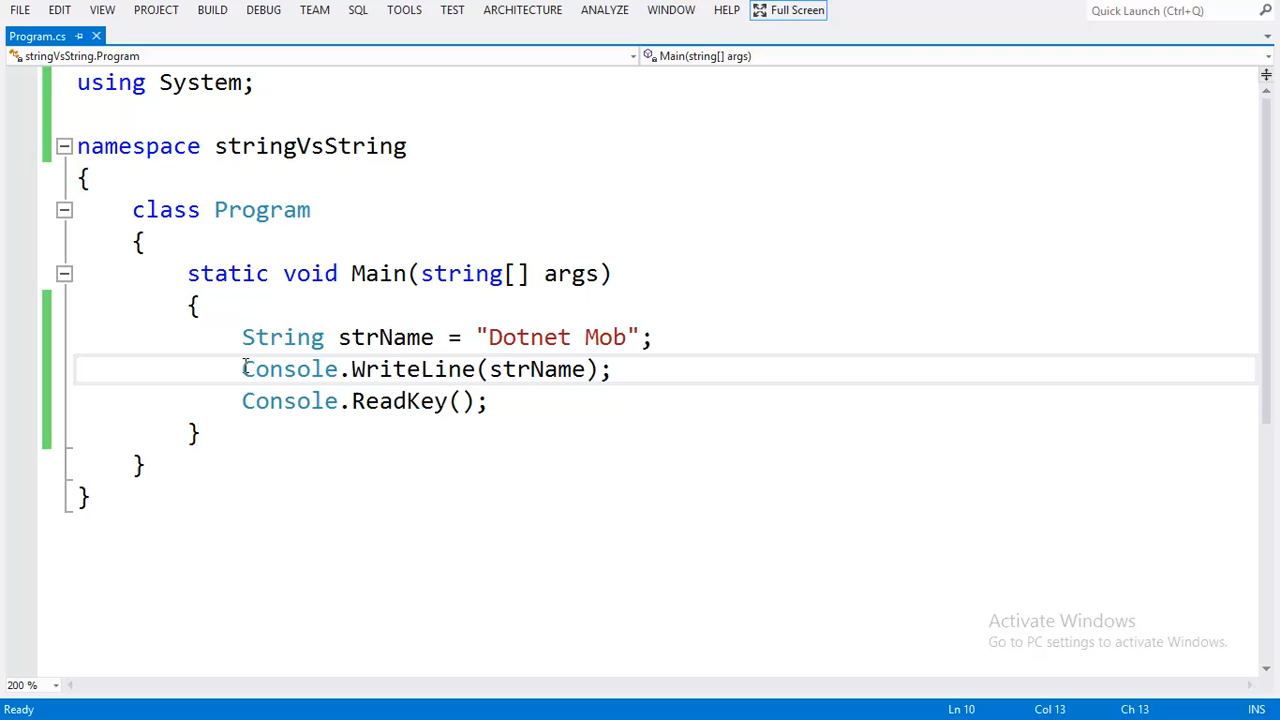 FILE EDIT VIEW PROJECT BUILD DEBUG TEAM SQL TOOLS TEST ARCHITECTURE ANALYZE WINDOW HELP Full Screen Quick Launch (Ctrl+Q)
Program.cs
stringVsString.Program Main(string[] args)
using System;
namespace stringVsString
{
class Program
{
static void Main(string[] args)
{
String strName = "Dotnet Mob";
Console.WriteLine(strName);
Console.ReadKey();
}
}
}
Activate Windows
Go to PC settings to activate Windows.
200 %
Ready Ln 10 Col 13 Ch 13 INS